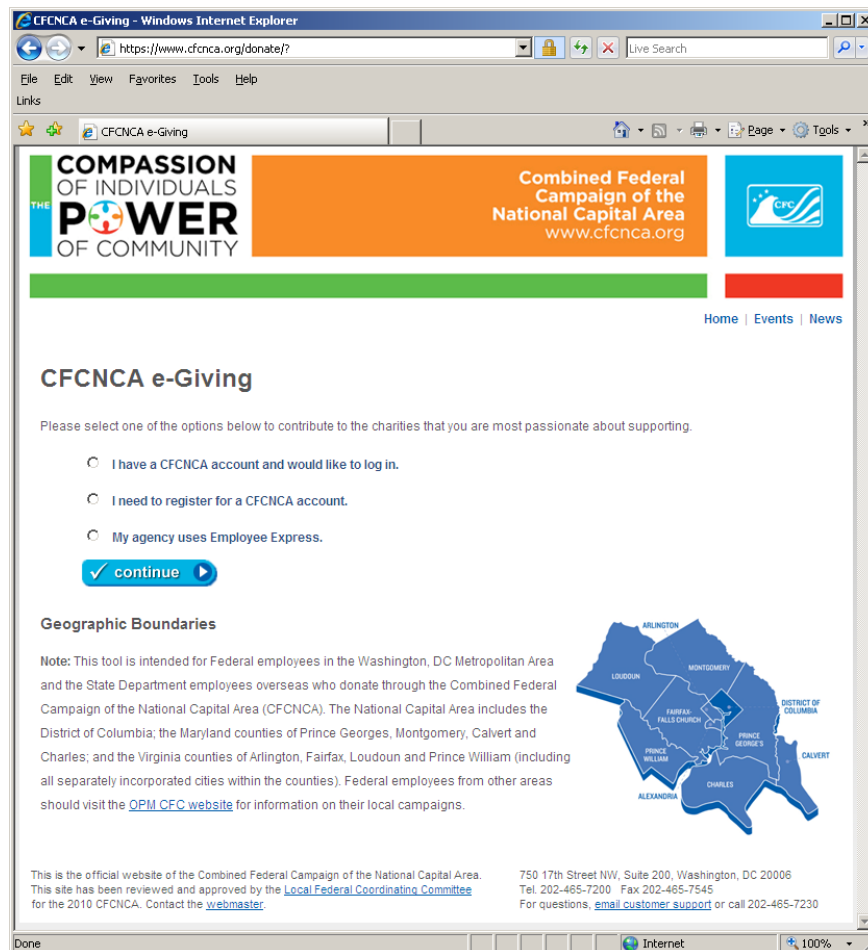 CFCNCA e-Giving - Windows Internet Explorer
https://www.cfcnca.org/donate/?
Live Search
File Edit View Favorites Tools Help
Links
CFCNCA e-Giving
Page Tools
COMPASSION
OF INDIVIDUALS
THE POWER
OF COMMUNITY
Combined Federal
Campaign of the
National Capital Area
www.cfcnca.org
CFC
Home | Events | News
CFCNCA e-Giving
Please select one of the options below to contribute to the charities that you are most passionate about supporting.
I have a CFCNCA account and would like to log in.
I need to register for a CFCNCA account.
My agency uses Employee Express.
continue
Geographic Boundaries
Note: This tool is intended for Federal employees in the Washington, DC Metropolitan Area
and the State Department employees overseas who donate through the Combined Federal
Campaign of the National Capital Area (CFCNCA). The National Capital Area includes the
District of Columbia; the Maryland counties of Prince Georges, Montgomery, Calvert and
Charles; and the Virginia counties of Arlington, Fairfax, Loudoun and Prince William (including
all separately incorporated cities within the counties). Federal employees from other areas
should visit the OPM CFC website for information on their local campaigns.
ARLINGTON
LOUDOUN
MONTGOMERY
DISTRICT OF
COLUMBIA
FAIRFAX-
FALLS CHURCH
PRINCE
GEORGE'S
PRINCE
WILLIAM
CALVERT
CHARLES
ALEXANDRIA
This is the official website of the Combined Federal Campaign of the National Capital Area.
This site has been reviewed and approved by the Local Federal Coordinating Committee
for the 2010 CFCNCA. Contact the webmaster.
750 17th Street NW, Suite 200, Washington, DC 20006
Tel. 202-465-7200 Fax 202-465-7545
For questions, email customer support or call 202-465-7230
Done
Internet
100%